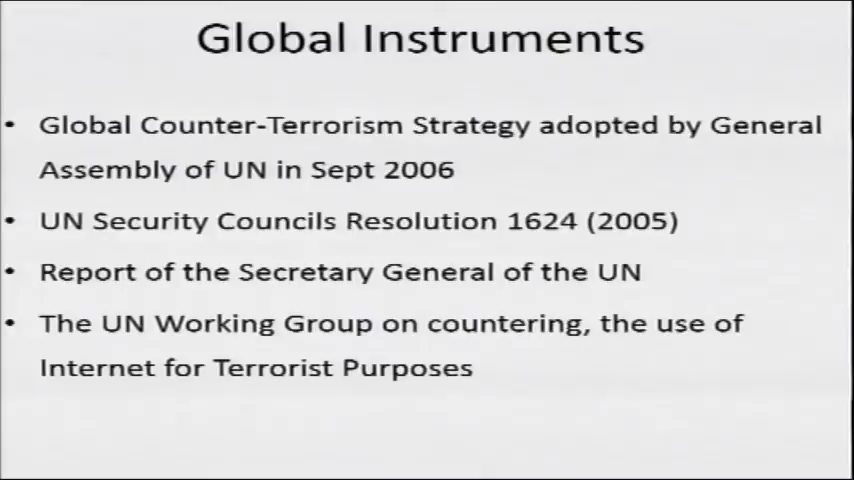 Global Instruments
• Global Counter-Terrorism Strategy adopted by General
Assembly of UN in Sept 2006
• UN Security Councils Resolution 1624 (2005)
• Report of the Secretary General of the UN
• The UN Working Group on countering, the use of
Internet for Terrorist Purposes